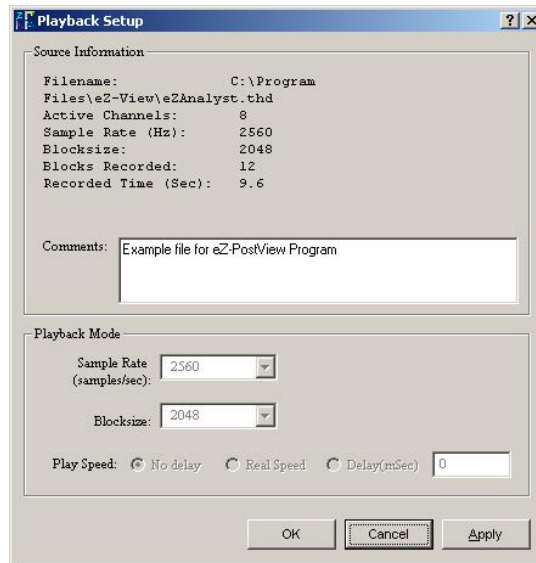 Playback Setup
Source Information
Filename: C:\Program
Files\eZ-View\eZAnalyst.thd
Active Channels: 8
Sample Rate (Hz): 2560
Blocksize: 2048
Blocks Recorded: 12
Recorded Time (Sec): 9.6
Comments: Example file for eZ-PostView Program
Playback Mode
Sample Rate
(samples/sec): 2560
Blocksize: 2048
Play Speed: No delay Real Speed Delay(mSec) 0
OK Cancel Apply